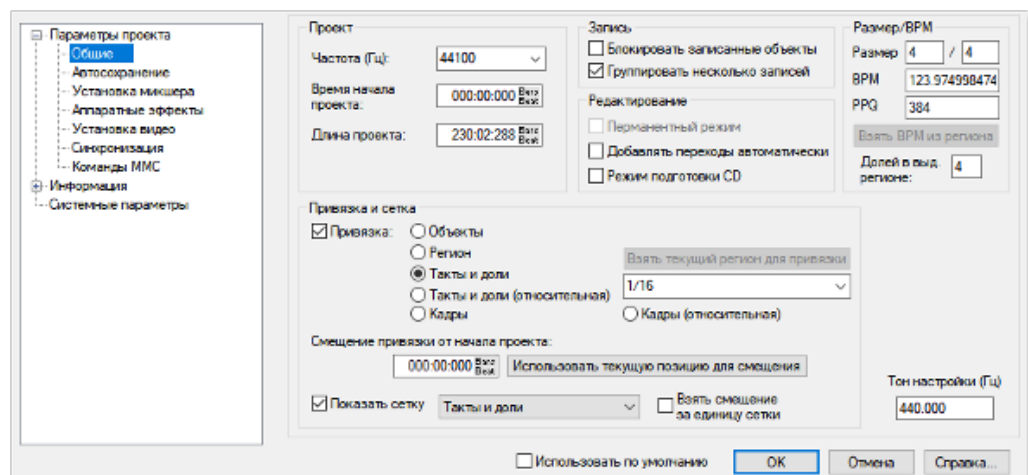 Параметры проекта
Общие
Автосохранение
Установка микшера
Аппаратные эффекты
Установка видео
Синхронизация
Команды MMC
Информация
Системные параметры
Проект
Частота (Гц):
44100
Время начала
проекта:
000:00:000 Bars
Beat
Длина проекта:
230:02:288 Bars
Beat
Запись
Блокировать записанные объекты
Группировать несколько записей
Редактирование
Перманентный режим
Добавлять переходы автоматически
Режим подготовки CD
Размер/BPM
Размер 4 / 4
BPM 123.974998474
PPQ 384
Взять BPM из региона
Долей в выд. 4
регионе:
Привязка и сетка
Привязка:
Объекты
Регион
Такты и доли
Такты и доли (относительная)
Кадры
Взять текущий регион для привязки
1/16
Кадры (относительная)
Смещение привязки от начала проекта:
000:00:000 Bars
Beat
Использовать текущую позицию для смещения
Показать сетку
Такты и доли
Взять смещение
за единицу сетки
Тон настройки (Гц)
440.000
Использовать по умолчанию
OK
Отмена
Справка...